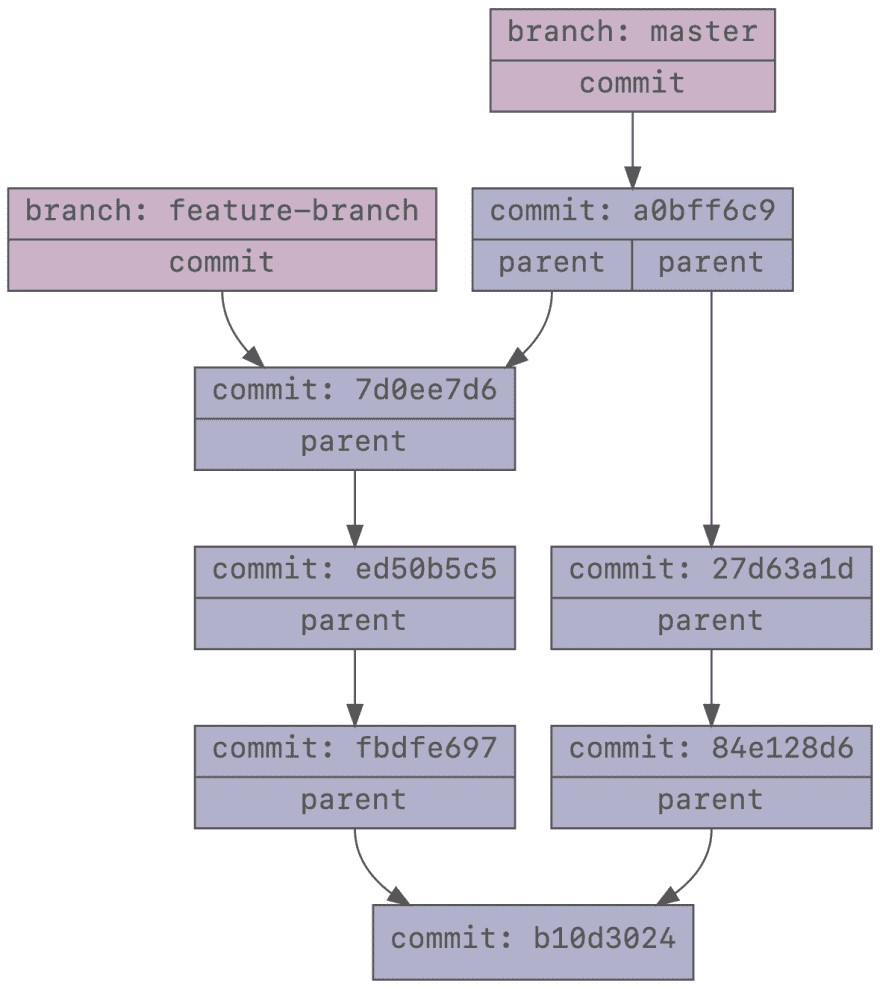 branch: master
commit
branch: feature-branch
commit
commit: a0bff6c9
parent parent
commit: 7d0ee7d6
parent
commit: ed50b5c5
parent
commit: 27d63a1d
parent
commit: fbdfe697
parent
commit: 84e128d6
parent
commit: b10d3024